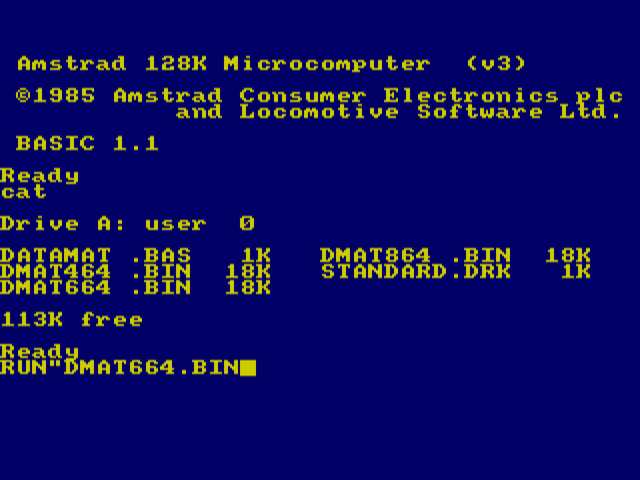 Amstrad 128K Microcomputer (v3)
©1985 Amstrad Consumer Electronics plc
and Locomotive Software Ltd.
BASIC 1.1
Ready
cat
Drive A: user 0
DATAMAT .BAS 1K DMAT864 .BIN 18K
DMAT464 .BIN 18K STANDARD.DRK 1K
DMAT664 .BIN 18K
113K free
Ready
RUN"DMAT664.BIN